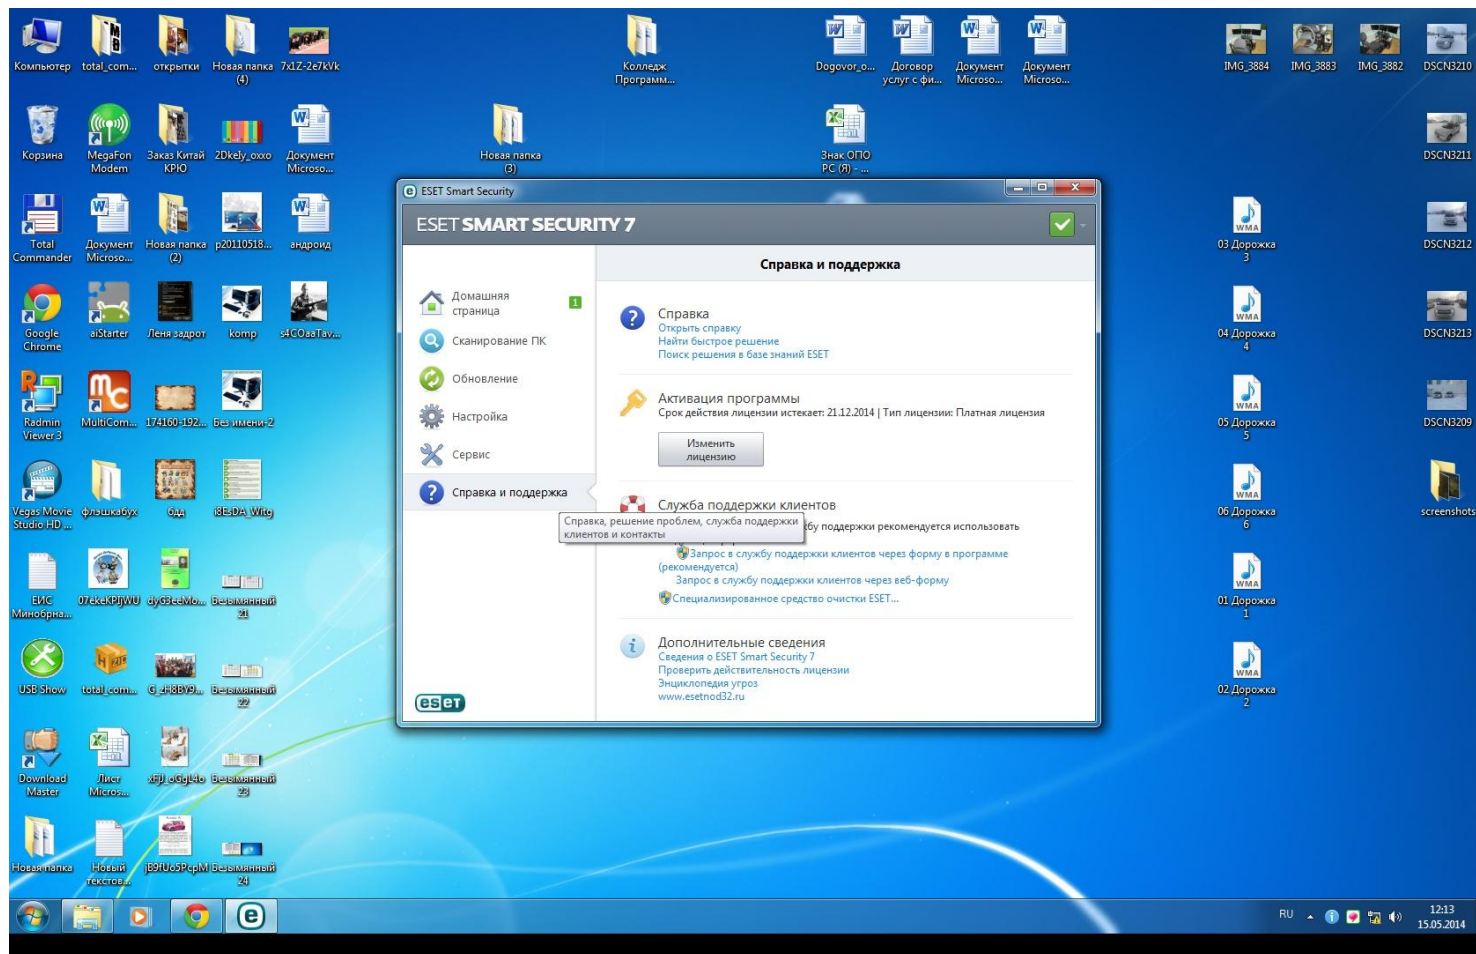 Компьютер
total_com...
открытки
Новая папка
(4)
7x1Z-2e7kVk
Колледж
Программ...
Dogovor_o...
Договор
услуг с фи...
Документ
Microso...
Документ
Microso...
IMG_3884
IMG_3883
IMG_3882
DSCN3210
Корзина
MegaFon
Modem
Заказ Китай
КРЮ
2Dkely_oxxo
Документ
Microso...
Новая папка
(3)
Знак ОПО
РС (Я) - ...
DSCN3211
Total
Commander
Документ
Microso...
Новая папка
(2)
p20110518...
андроид
03 Дорожка
3
DSCN3212
Google
Chrome
aiStarter
Леня задрот
komp
s4COaaTav...
04 Дорожка
4
DSCN3213
Radmin
Viewer 3
MultiCom...
174160-192...
Без имени-2
05 Дорожка
5
DSCN3209
Vegas Movie
Studio HD ...
флэшкабух
бдд
i8EsDA_Witg
06 Дорожка
6
screenshots
ЕИС
Минобрна...
07ekeKPIJWU
dyG3eeMo...
Безымянный
21
01 Дорожка
1
USB Show
total_com...
G_zH8BV9...
Безымянный
22
02 Дорожка
2
Download
Master
Лист
Micros...
xFJJ_oGgL4o
Безымянный
23
Новая папка
Новый
текстов...
jB9fUo5PcpM
Безымянный
24
ESET Smart Security
ESET SMART SECURITY 7
Справка и поддержка
Домашняя
страница
1
Сканирование ПК
Обновление
Настройка
Сервис
Справка и поддержка
Справка
Открыть справку
Найти быстрое решение
Поиск решения в базе знаний ESET
Активация программы
Срок действия лицензии истекает: 21.12.2014 | Тип лицензии: Платная лицензия
Изменить
лицензию
Служба поддержки клиентов
Справка, решение проблем, служба поддержки
клиентов и контакты
бу поддержки рекомендуется использовать
Запрос в службу поддержки клиентов через форму в программе
(рекомендуется)
Запрос в службу поддержки клиентов через веб-форму
Специализированное средство очистки ESET...
Дополнительные сведения
Сведения о ESET Smart Security 7
Проверить действительность лицензии
Энциклопедия угроз
www.esetnod32.ru
eset
RU
12:13
15.05.2014